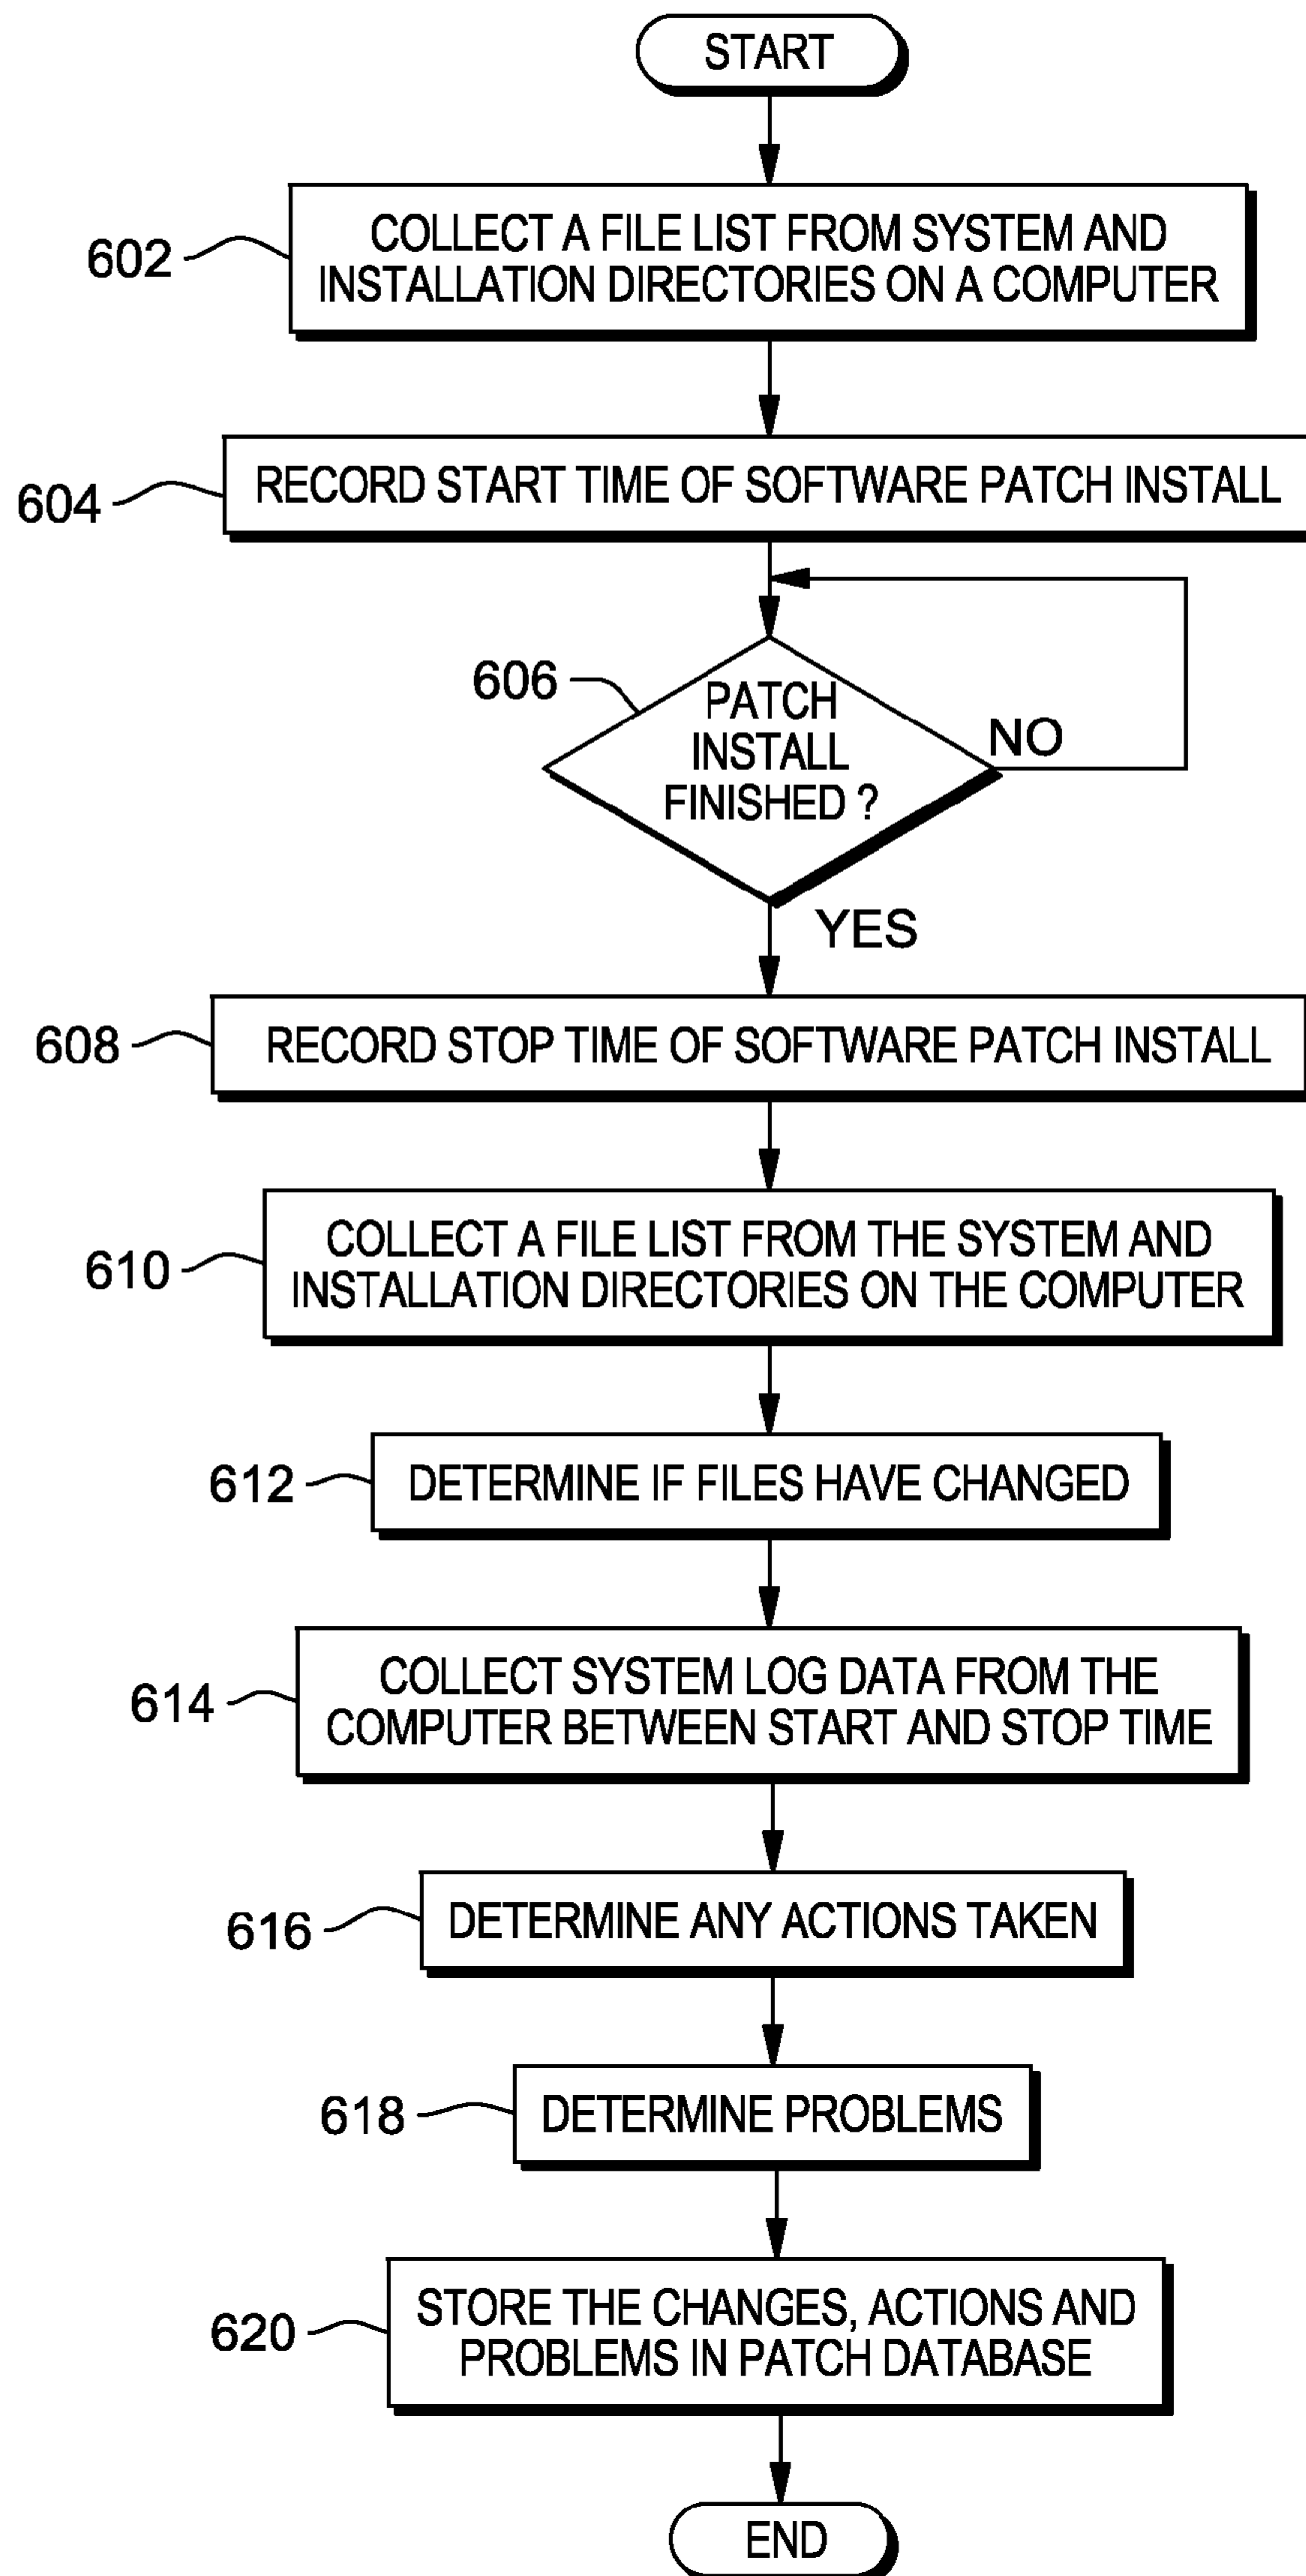 START
602
COLLECT A FILE LIST FROM SYSTEM AND
INSTALLATION DIRECTORIES ON A COMPUTER
604
RECORD START TIME OF SOFTWARE PATCH INSTALL
606
PATCH
INSTALL
FINISHED ?
NO
YES
608
RECORD STOP TIME OF SOFTWARE PATCH INSTALL
610
COLLECT A FILE LIST FROM THE SYSTEM AND
INSTALLATION DIRECTORIES ON THE COMPUTER
612
DETERMINE IF FILES HAVE CHANGED
614
COLLECT SYSTEM LOG DATA FROM THE
COMPUTER BETWEEN START AND STOP TIME
616
DETERMINE ANY ACTIONS TAKEN
618
DETERMINE PROBLEMS
620
STORE THE CHANGES, ACTIONS AND
PROBLEMS IN PATCH DATABASE
END